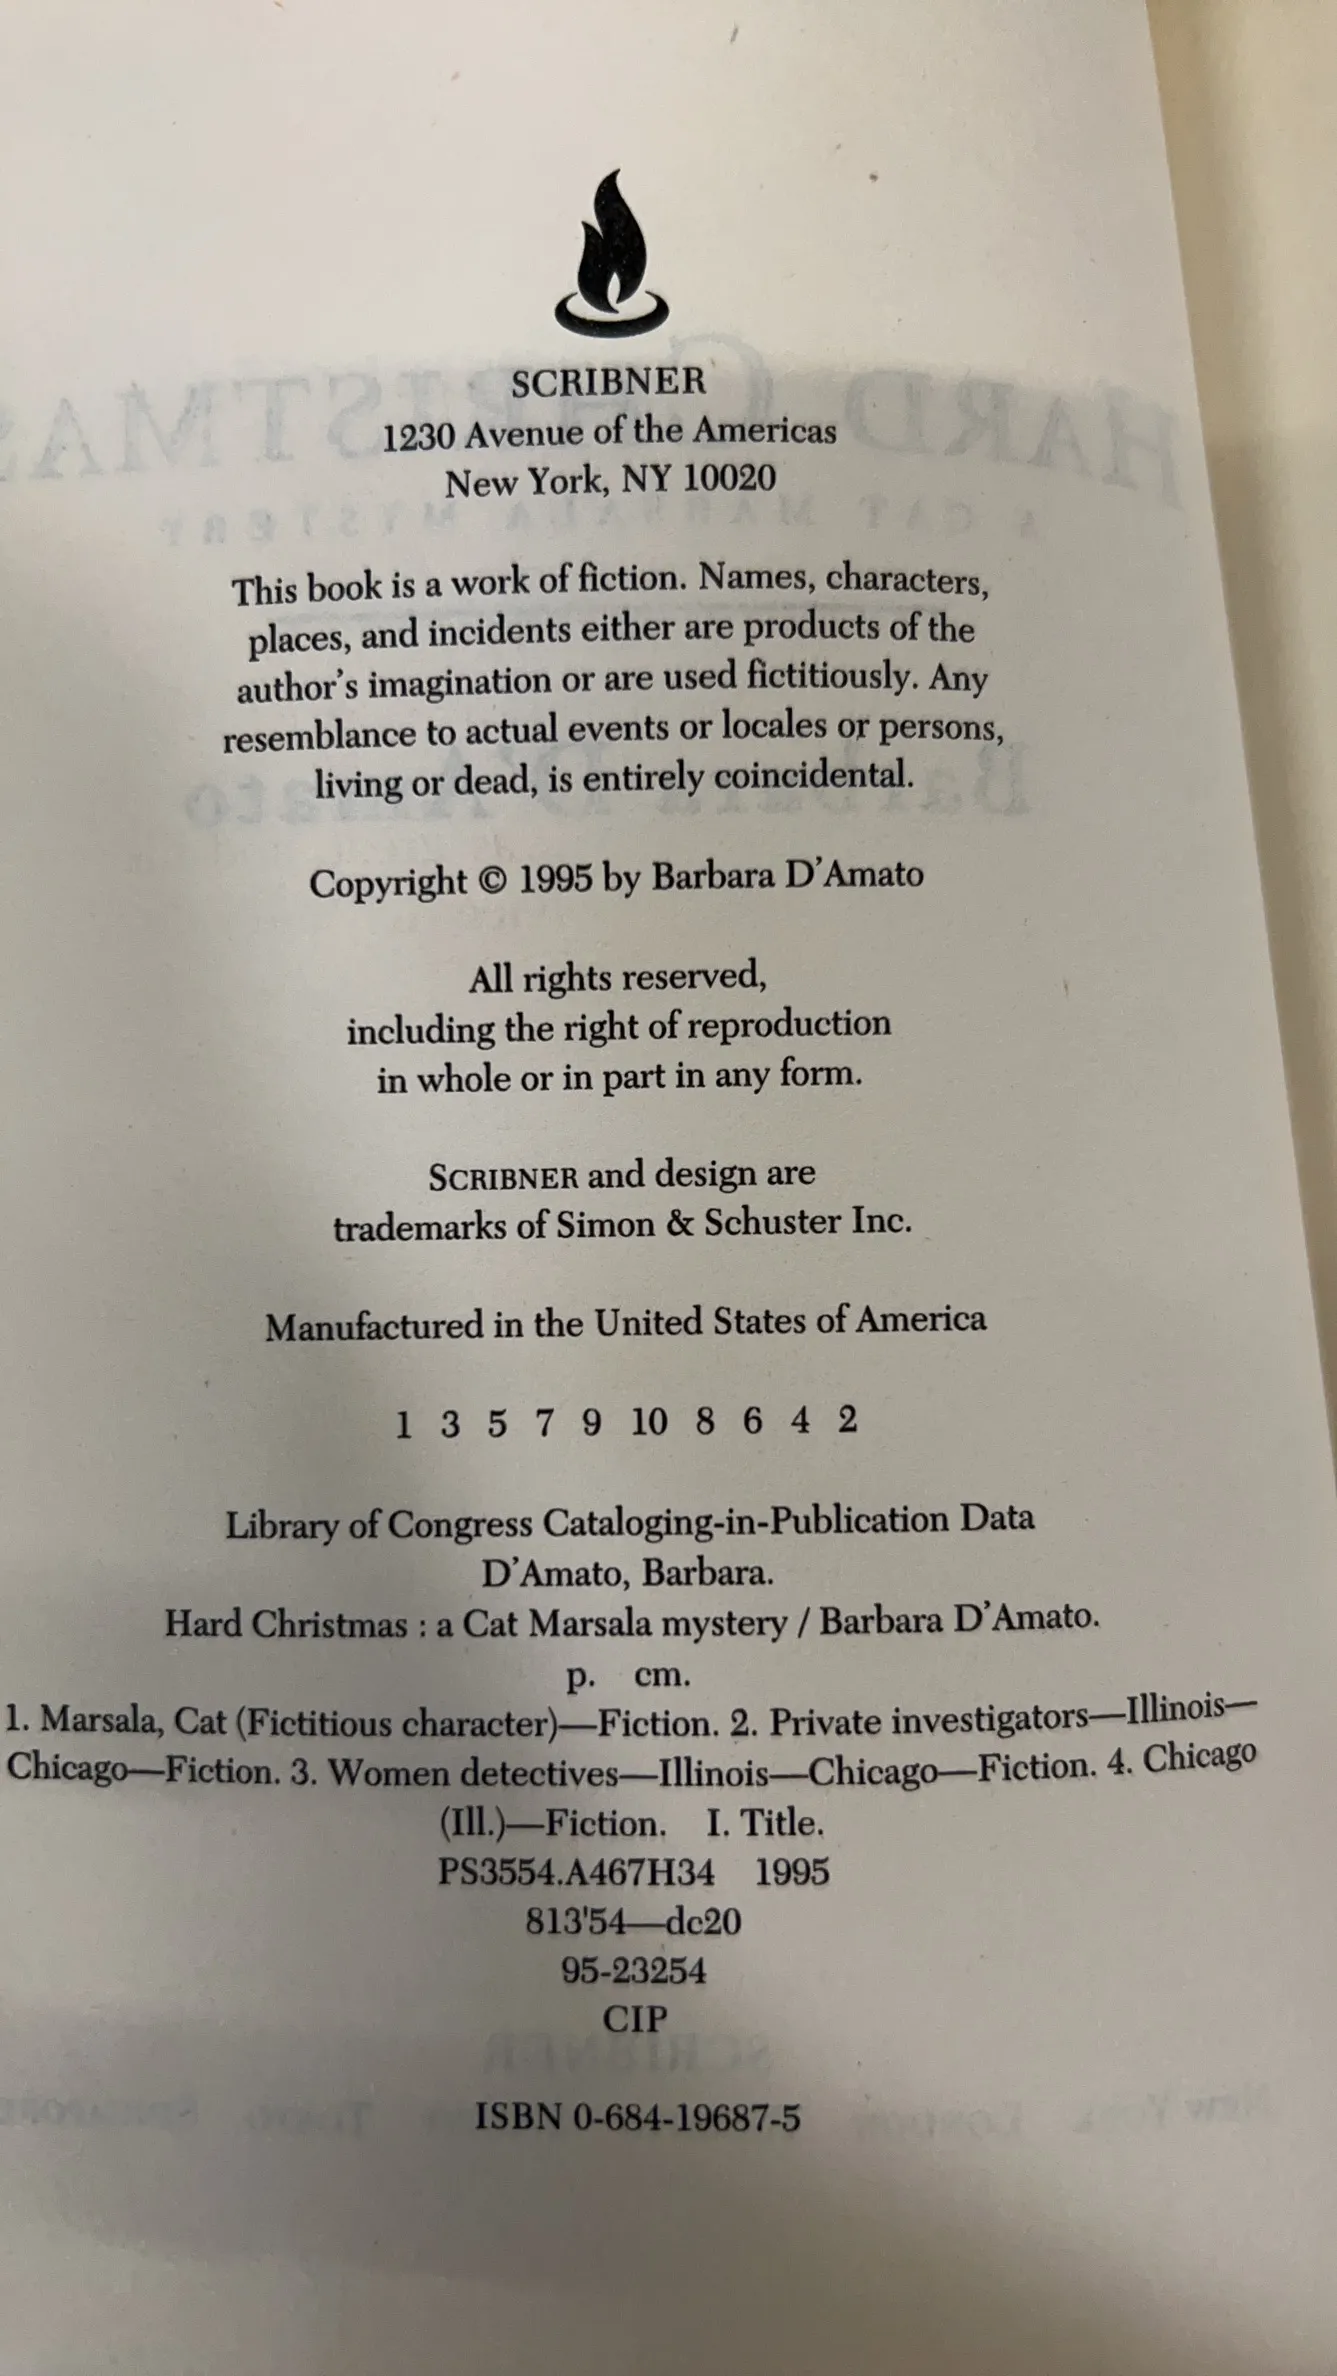 SCRIBNER
1230 Avenue of the Americas
New York, NY 10020
This book is a work of fiction. Names, characters,
places, and incidents either are products of the
author's imagination or are used fictitiously. Any
resemblance to actual events or locales or persons,
living or dead, is entirely coincidental.
Copyright © 1995 by Barbara D'Amato
All rights reserved,
including the right of reproduction
in whole or in part in any form.
SCRIBNER and design are
trademarks of Simon & Schuster Inc.
Manufactured in the United States of America
1 3 5 7 9 10 8 6 4 2
Library of Congress Cataloging-in-Publication Data
D'Amato, Barbara.
Hard Christmas : a Cat Marsala mystery / Barbara D'Amato.
p. cm.
1. Marsala, Cat (Fictitious character)—Fiction. 2. Private investigators—Illinois—
Chicago—Fiction. 3. Women detectives—Illinois—Chicago—Fiction. 4. Chicago
(Ill.)—Fiction. I. Title.
PS3554.A467H34 1995
813'54—dc20
95-23254
CIP
ISBN 0-684-19687-5